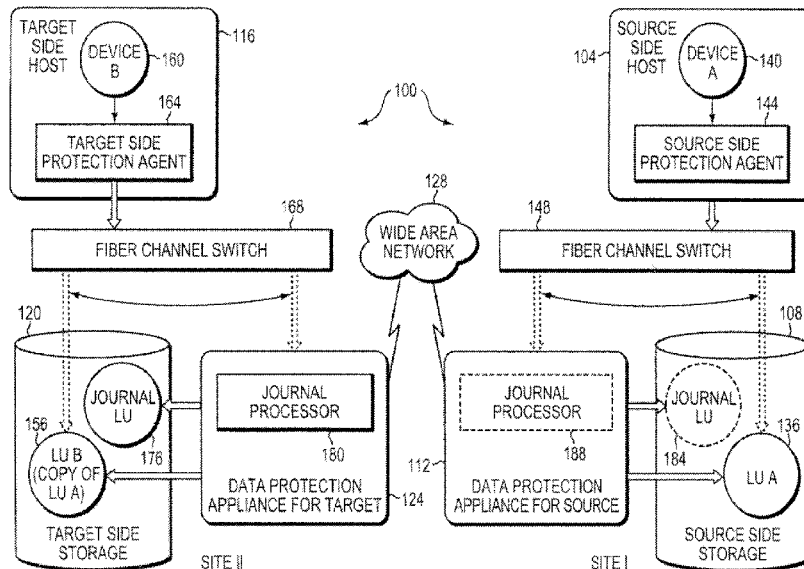 TARGET
SIDE
HOST
DEVICE
B
160
116
164
TARGET SIDE
PROTECTION AGENT
100
SOURCE
SIDE
HOST
104
DEVICE
A
140
144
SOURCE SIDE
PROTECTION AGENT
168
FIBER CHANNEL SWITCH
128
WIDE AREA
NETWORK
148
FIBER CHANNEL SWITCH
120
JOURNAL
LU
176
156
LU B
(COPY OF
LU A)
TARGET SIDE
STORAGE
JOURNAL
PROCESSOR
180
DATA PROTECTION
APPLIANCE FOR TARGET
124
SITE II
JOURNAL
PROCESSOR
188
112
DATA PROTECTION
APPLIANCE FOR SOURCE
SITE I
108
JOURNAL
LU
184
136
LU A
SOURCE SIDE
STORAGE